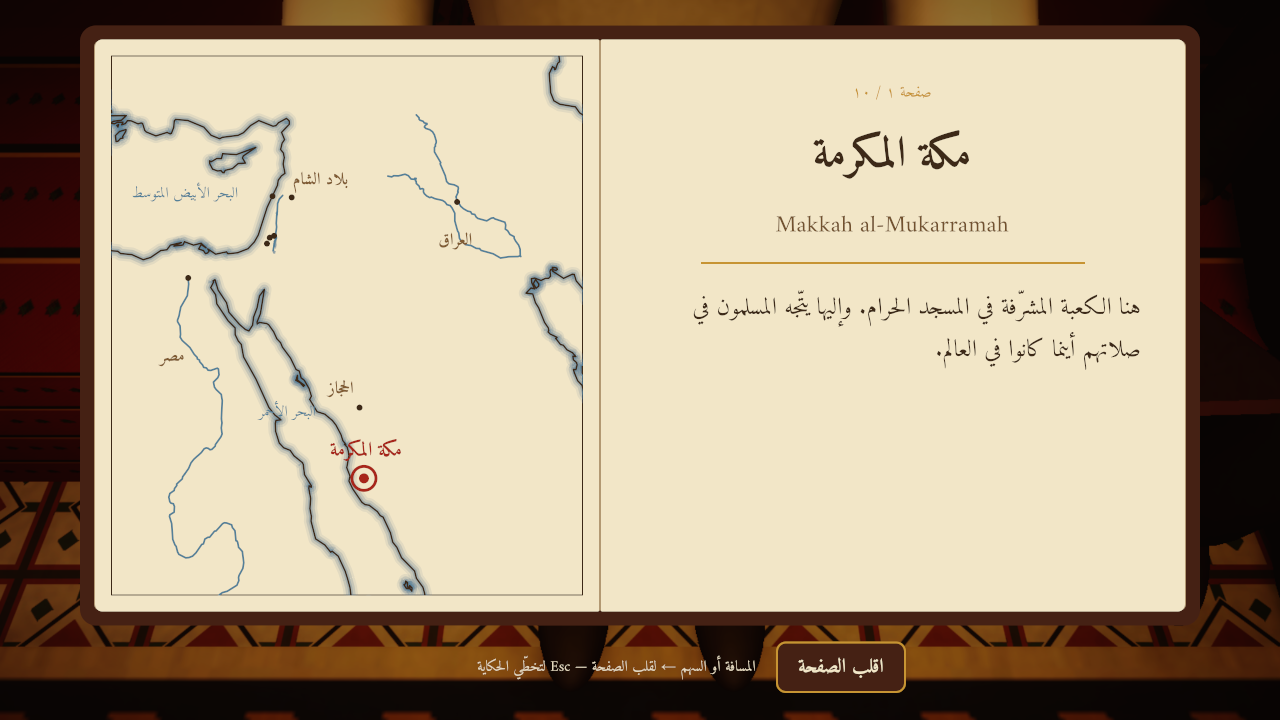 صفحة ١ / ١٠
مكة المكرمة
Makkah al-Mukarramah
هنا الكعبة المشرّفة في المسجد الحرام. وإليها يتّجه المسلمون في
صلاتهم أينما كانوا في العالم.
بلاد الشام
البحر الأبيض المتوسط
العراق
مصر
الحجاز
البحر الأحمر
مكة المكرمة
اقلب الصفحة
المسافة أو السهم ← لقلب الصفحة — Esc لتخطّي الحكاية